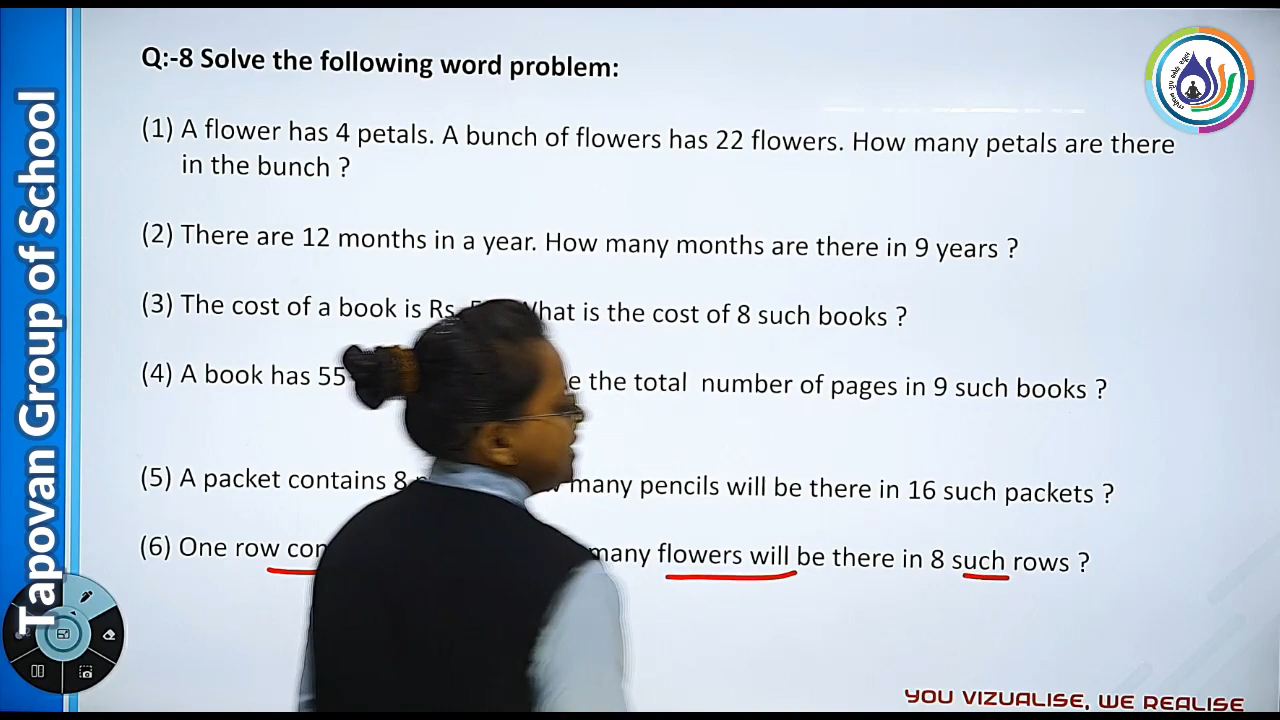 Q:-8 Solve the following word problem:
(1) A flower has 4 petals. A bunch of flowers has 22 flowers. How many petals are there
in the bunch ?
(2) There are 12 months in a year. How many months are there in 9 years ?
(3) The cost of a book is Rs. hat is the cost of 8 such books ?
(4) A book has 55 the total number of pages in 9 such books ?
(5) A packet contains 8 many pencils will be there in 16 such packets ?
(6) One row con many flowers will be there in 8 such rows ?
Tapovan Group of School
YOU VIZUALISE, WE REALISE